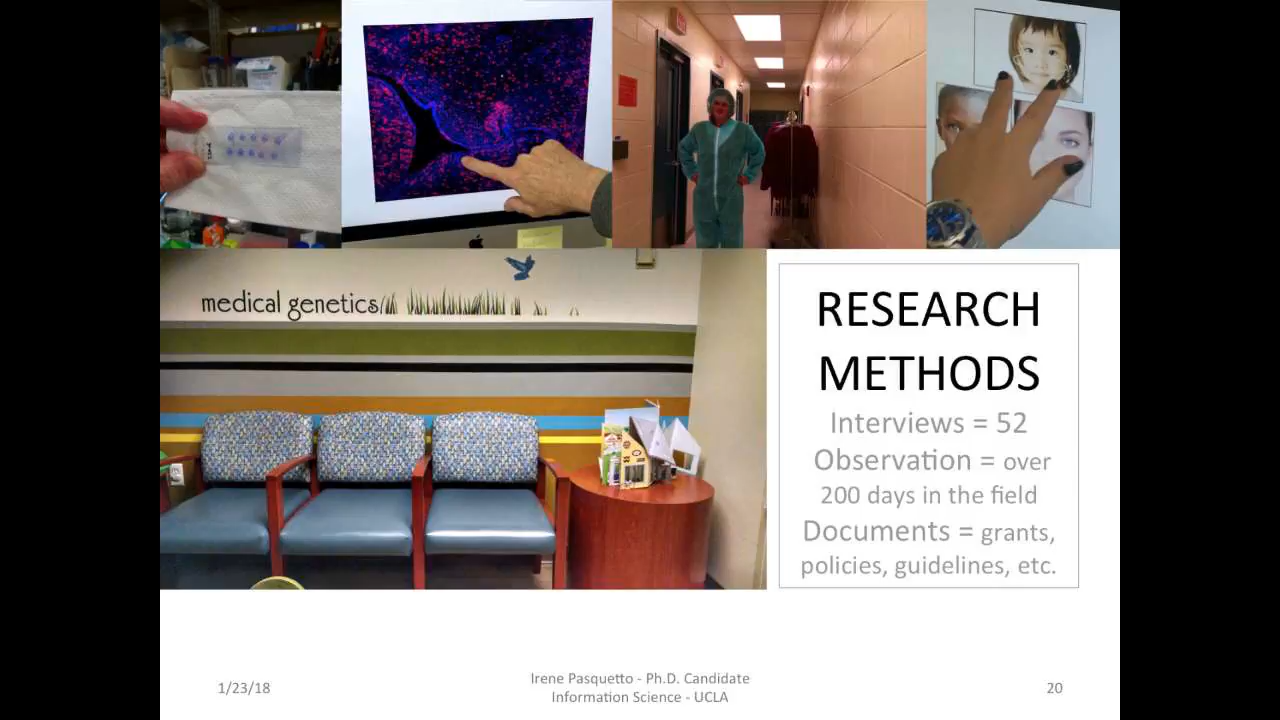 medical genetics
RESEARCH
METHODS
Interviews = 52
Observation = over
200 days in the field
Documents = grants,
policies, guidelines, etc.
1/23/18
Irene Pasquetto - Ph.D. Candidate
Information Science - UCLA
20